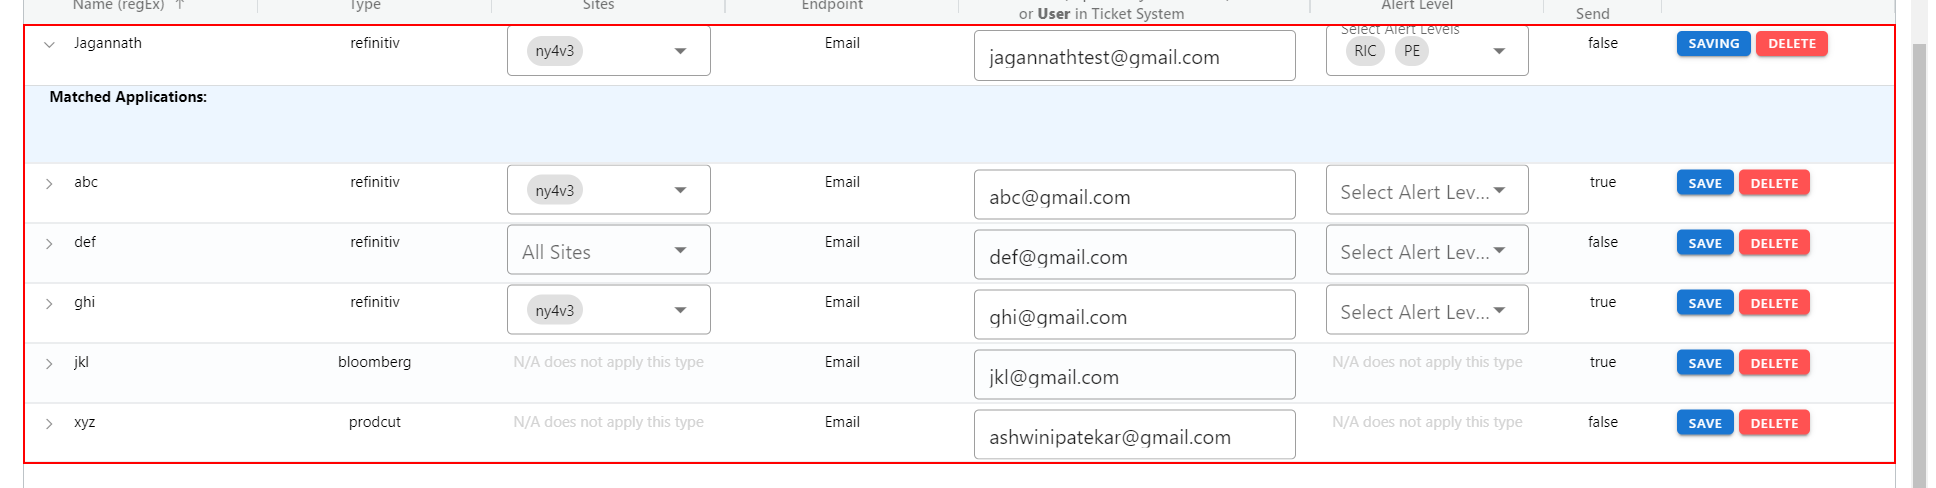 Name (regEx) ↑ Type Sites Endpoint Alert Level
or User in Ticket System Send
Select Alert Levels
Jagannath refinitiv ny4v3 Email jagannathtest@gmail.com RIC PE false SAVING DELETE
Matched Applications:
abc refinitiv ny4v3 Email abc@gmail.com Select Alert Lev... true SAVE DELETE
def refinitiv All Sites Email def@gmail.com Select Alert Lev... false SAVE DELETE
ghi refinitiv ny4v3 Email ghi@gmail.com Select Alert Lev... true SAVE DELETE
jkl bloomberg N/A does not apply this type Email jkl@gmail.com N/A does not apply this type true SAVE DELETE
xyz prodcut N/A does not apply this type Email ashwinipatekar@gmail.com N/A does not apply this type false SAVE DELETE